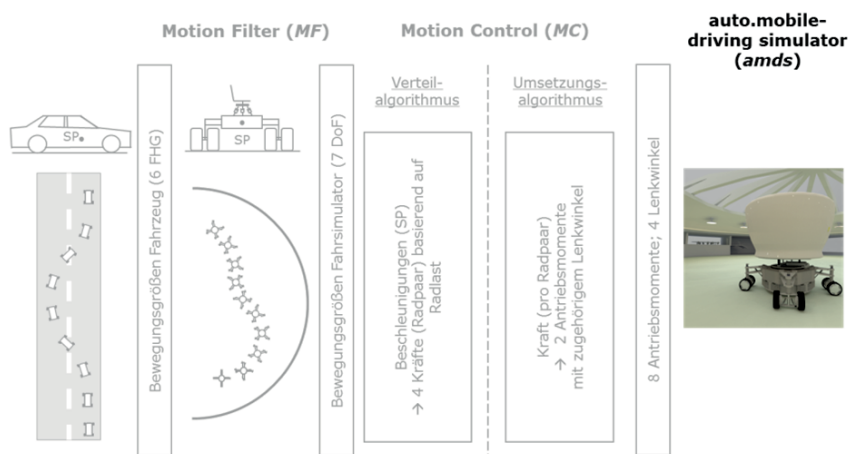 Motion Filter (MF)
Motion Control (MC)
auto.mobile-
driving simulator
(amds)
SP
Bewegungsgrößen Fahrzeug (6 FHG)
SP
Bewegungsgrößen Fahrsimulator (7 DoF)
Verteil-
algorithmus
Beschleunigungen (SP)
→ 4 Kräfte (Radpaar) basierend auf
Radlast
Umsetzungs-
algorithmus
Kraft (pro Radpaar)
→ 2 Antriebsmomente
mit zugehörigem Lenkwinkel
8 Antriebsmomente; 4 Lenkwinkel